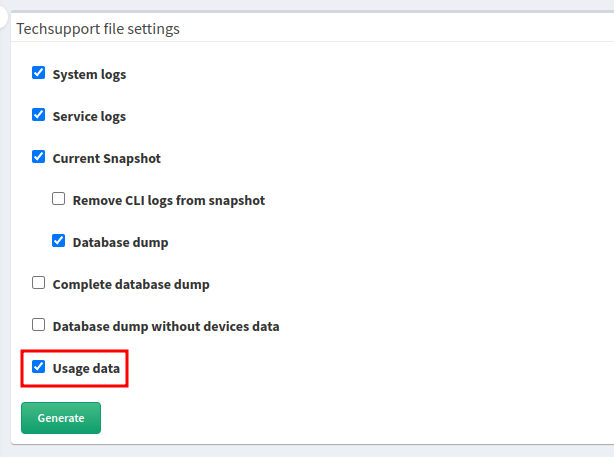 Techsupport file settings
System logs
Service logs
Current Snapshot
Remove CLI logs from snapshot
Database dump
Complete database dump
Database dump without devices data
Usage data
Generate